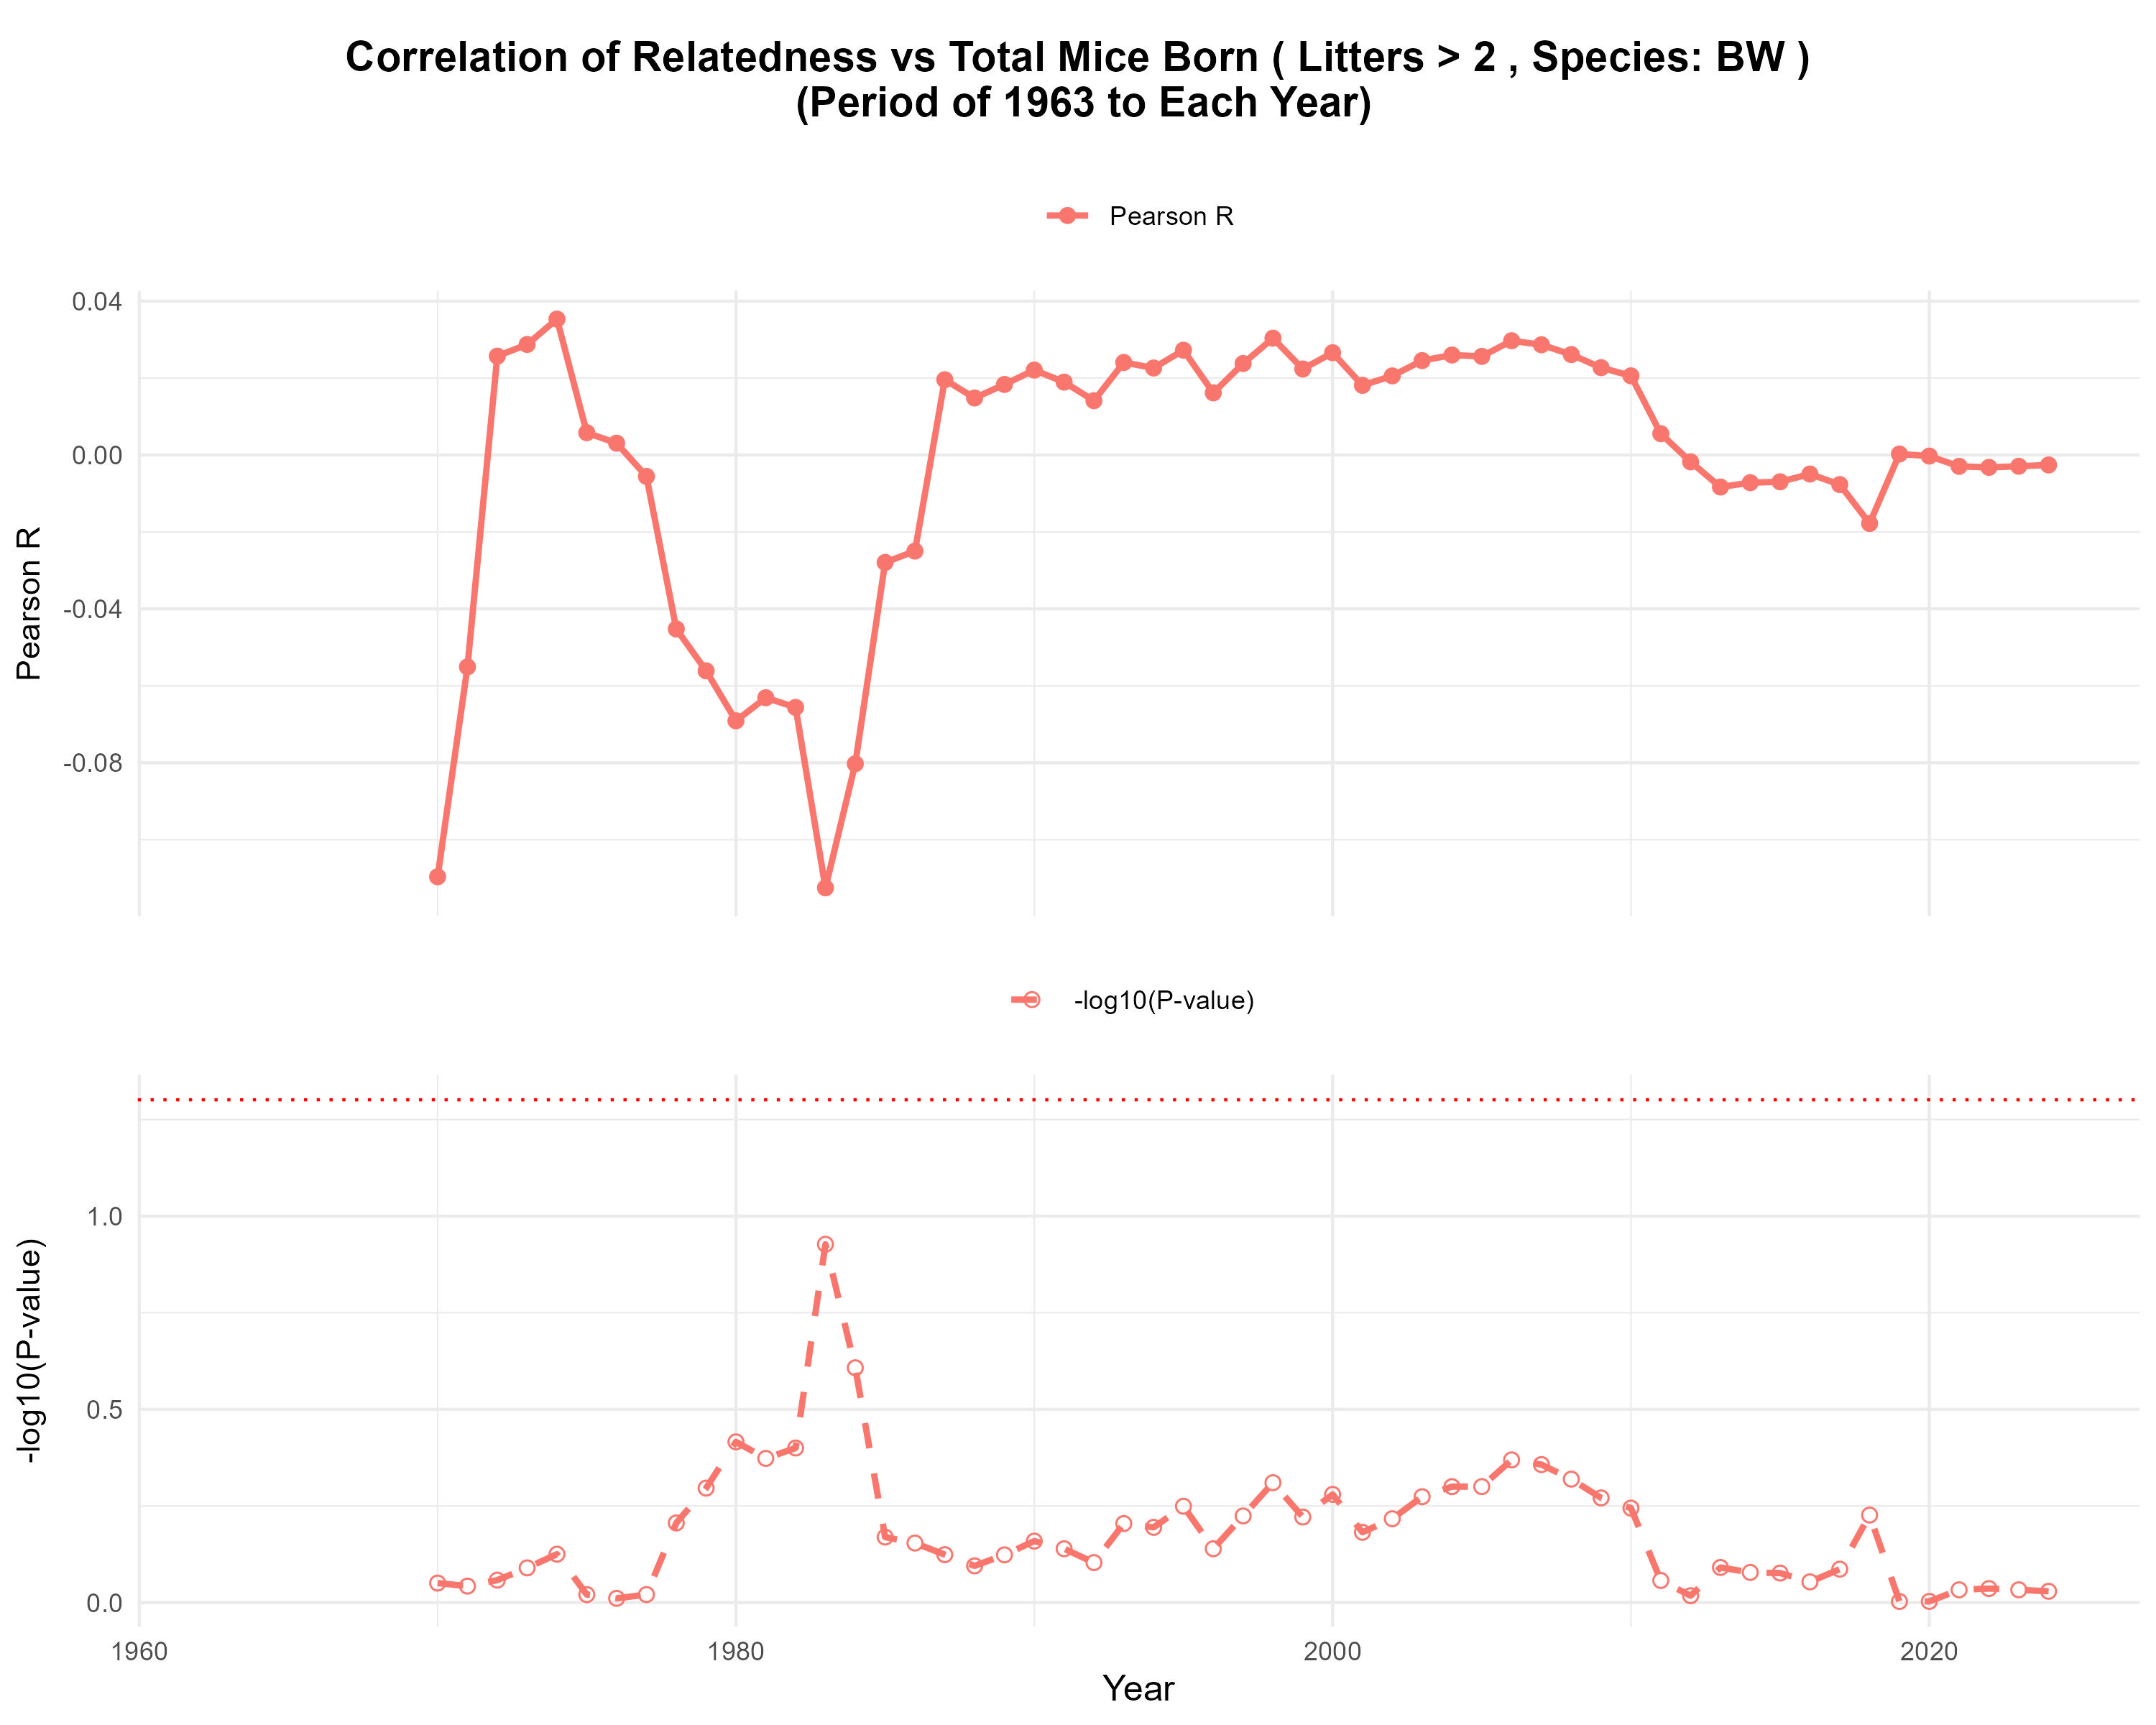 Correlation of Relatedness vs Total Mice Born ( Litters > 2 , Species: BW )
(Period of 1963 to Each Year)
Pearson R
0.04
0.00
-0.04
-0.08
Pearson R
-log10(P-value)
1.0
0.5
0.0
-log10(P-value)
1960
1980
2000
2020
Year